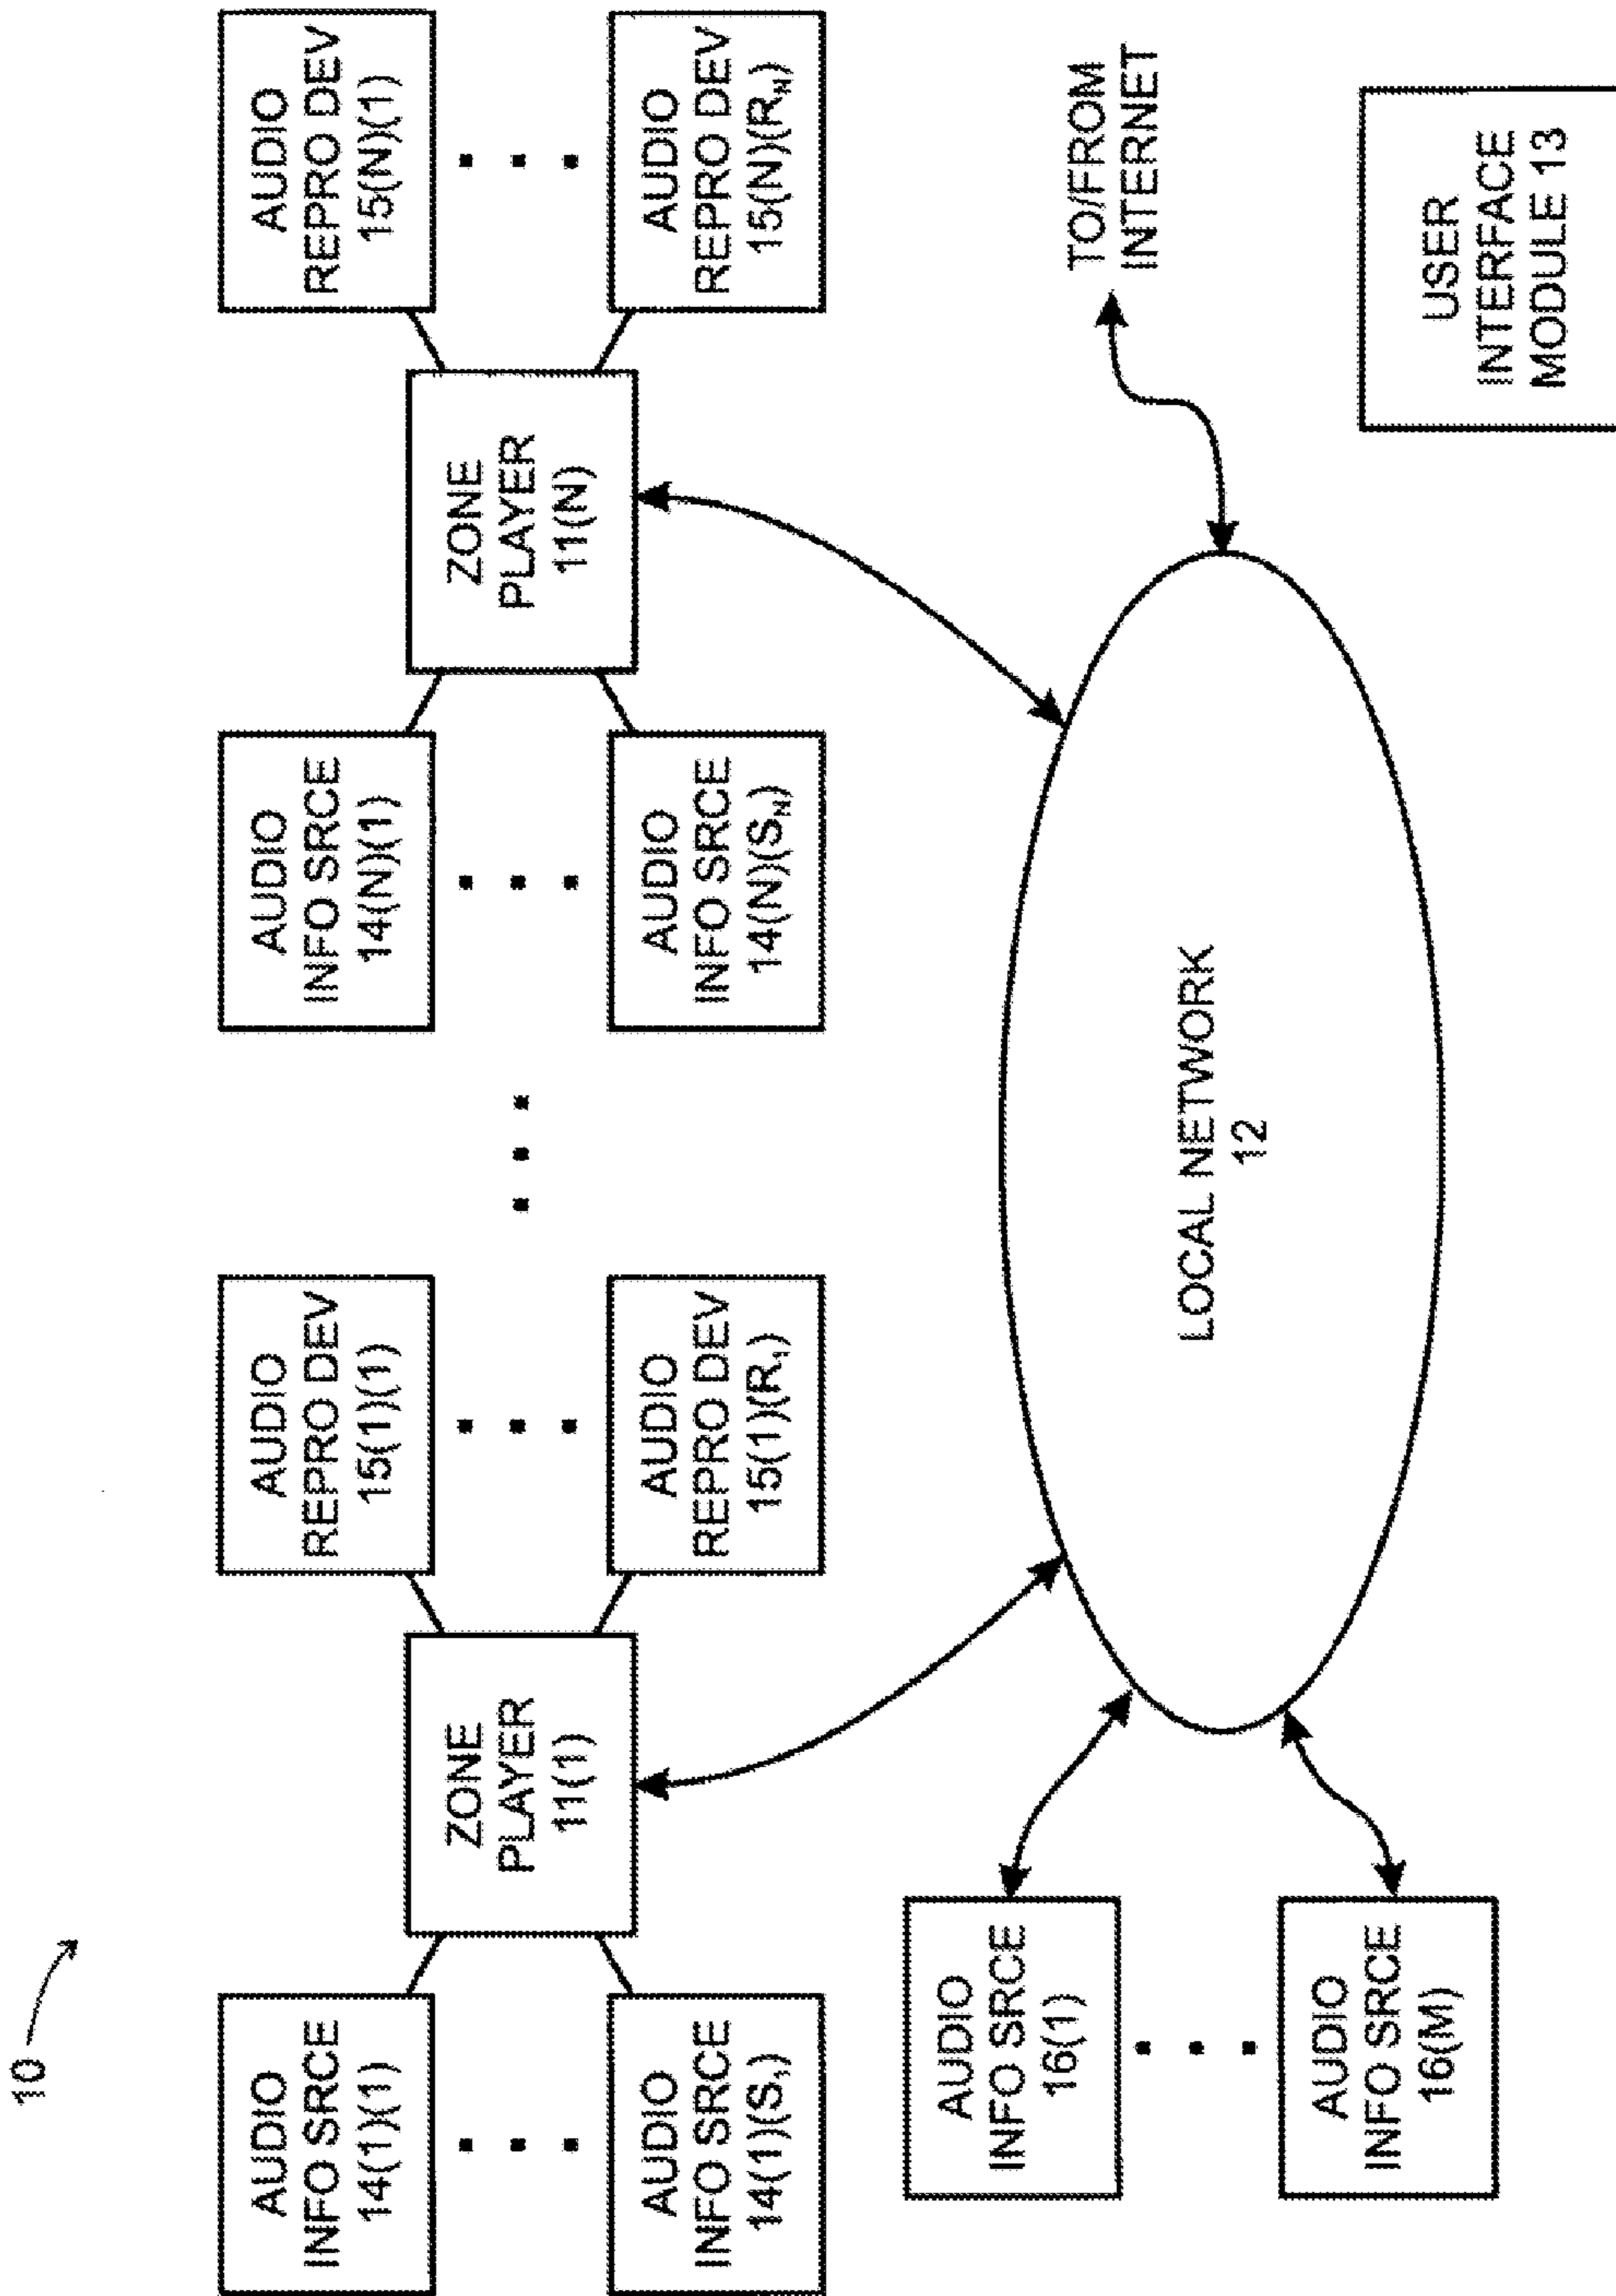 10
AUDIO
INFO SRCE
14(1)(1)
AUDIO
INFO SRCE
14(1)(S₁)
ZONE
PLAYER
11(1)
AUDIO
REPRO DEV
15(1)(1)
AUDIO
REPRO DEV
15(1)(R₁)
AUDIO
INFO SRCE
14(N)(1)
AUDIO
INFO SRCE
14(N)(S_N)
ZONE
PLAYER
11(N)
AUDIO
REPRO DEV
15(N)(1)
AUDIO
REPRO DEV
15(N)(R_N)
AUDIO
INFO SRCE
16(1)
AUDIO
INFO SRCE
16(M)
LOCAL NETWORK
12
TO/FROM
INTERNET
USER
INTERFACE
MODULE 13